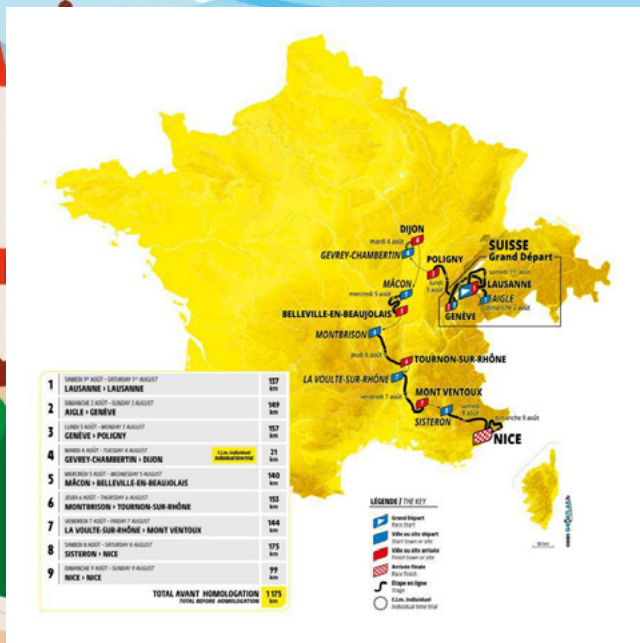 DIJON
mardi 4 août
GEVREY-CHAMBERTIN
POLIGNY
lundi
3 août
SUISSE
Grand Départ
samedi 1er août
LAUSANNE
AIGLE
dimanche 2 août
GENÈVE
MÂCON
mercredi 5 août
BELLEVILLE-EN-BEAUJOLAIS
MONTBRISON
jeudi 6 août
TOURNON-SUR-RHÔNE
LA VOULTE-SUR-RHÔNE
vendredi 7 août
MONT VENTOUX
samedi
8 août
SISTERON
dimanche 9 août
NICE
1 SAMEDI 1ER AOÛT - SATURDAY 1ST AUGUST
LAUSANNE > LAUSANNE 137 km
2 DIMANCHE 2 AOÛT - SUNDAY 2 AUGUST
AIGLE > GENÈVE 149 km
3 LUNDI 3 AOÛT - MONDAY 3 AUGUST
GENÈVE > POLIGNY 157 km
4 MARDI 4 AOÛT - TUESDAY 4 AUGUST
GEVREY-CHAMBERTIN > DIJON 21 km
C.l.m. individuel
Individual time trial
5 MERCREDI 5 AOÛT - WEDNESDAY 5 AUGUST
MÂCON > BELLEVILLE-EN-BEAUJOLAIS 140 km
6 JEUDI 6 AOÛT - THURSDAY 6 AUGUST
MONTBRISON > TOURNON-SUR-RHÔNE 153 km
7 VENDREDI 7 AOÛT - FRIDAY 7 AUGUST
LA VOULTE-SUR-RHÔNE > MONT VENTOUX 144 km
8 SAMEDI 8 AOÛT - SATURDAY 8 AUGUST
SISTERON > NICE 175 km
9 DIMANCHE 9 AOÛT - SUNDAY 9 AUGUST
NICE > NICE 99 km
TOTAL AVANT HOMOLOGATION 1 175 km
TOTAL BEFORE HOMOLOGATION
LÉGENDE / THE KEY
Grand Départ
Race Start
Ville ou site départ
Start town or site
Ville ou site arrivée
Finish town or site
Arrivée finale
Race Finish
Étape en ligne
Stage
C.l.m. individuel
Individual time trial
50 km
GEOATLAS